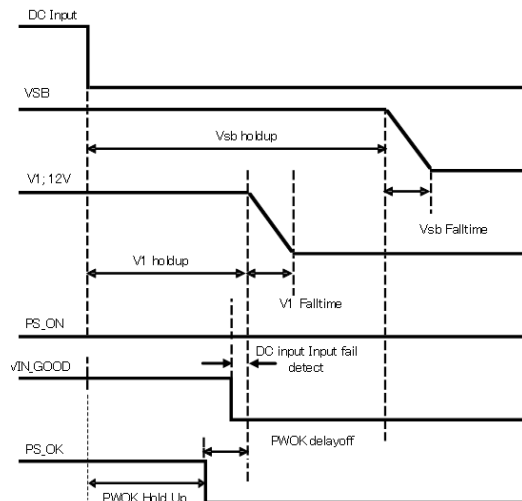 DC Input
VSB
Vsb holdup
V1; 12V
Vsb Falltime
V1 holdup
V1 Falltime
PS_ON
DC input Input fail
detect
vIN_GOOD
PWOK delayoff
PS_OK
PWOK Hold Up